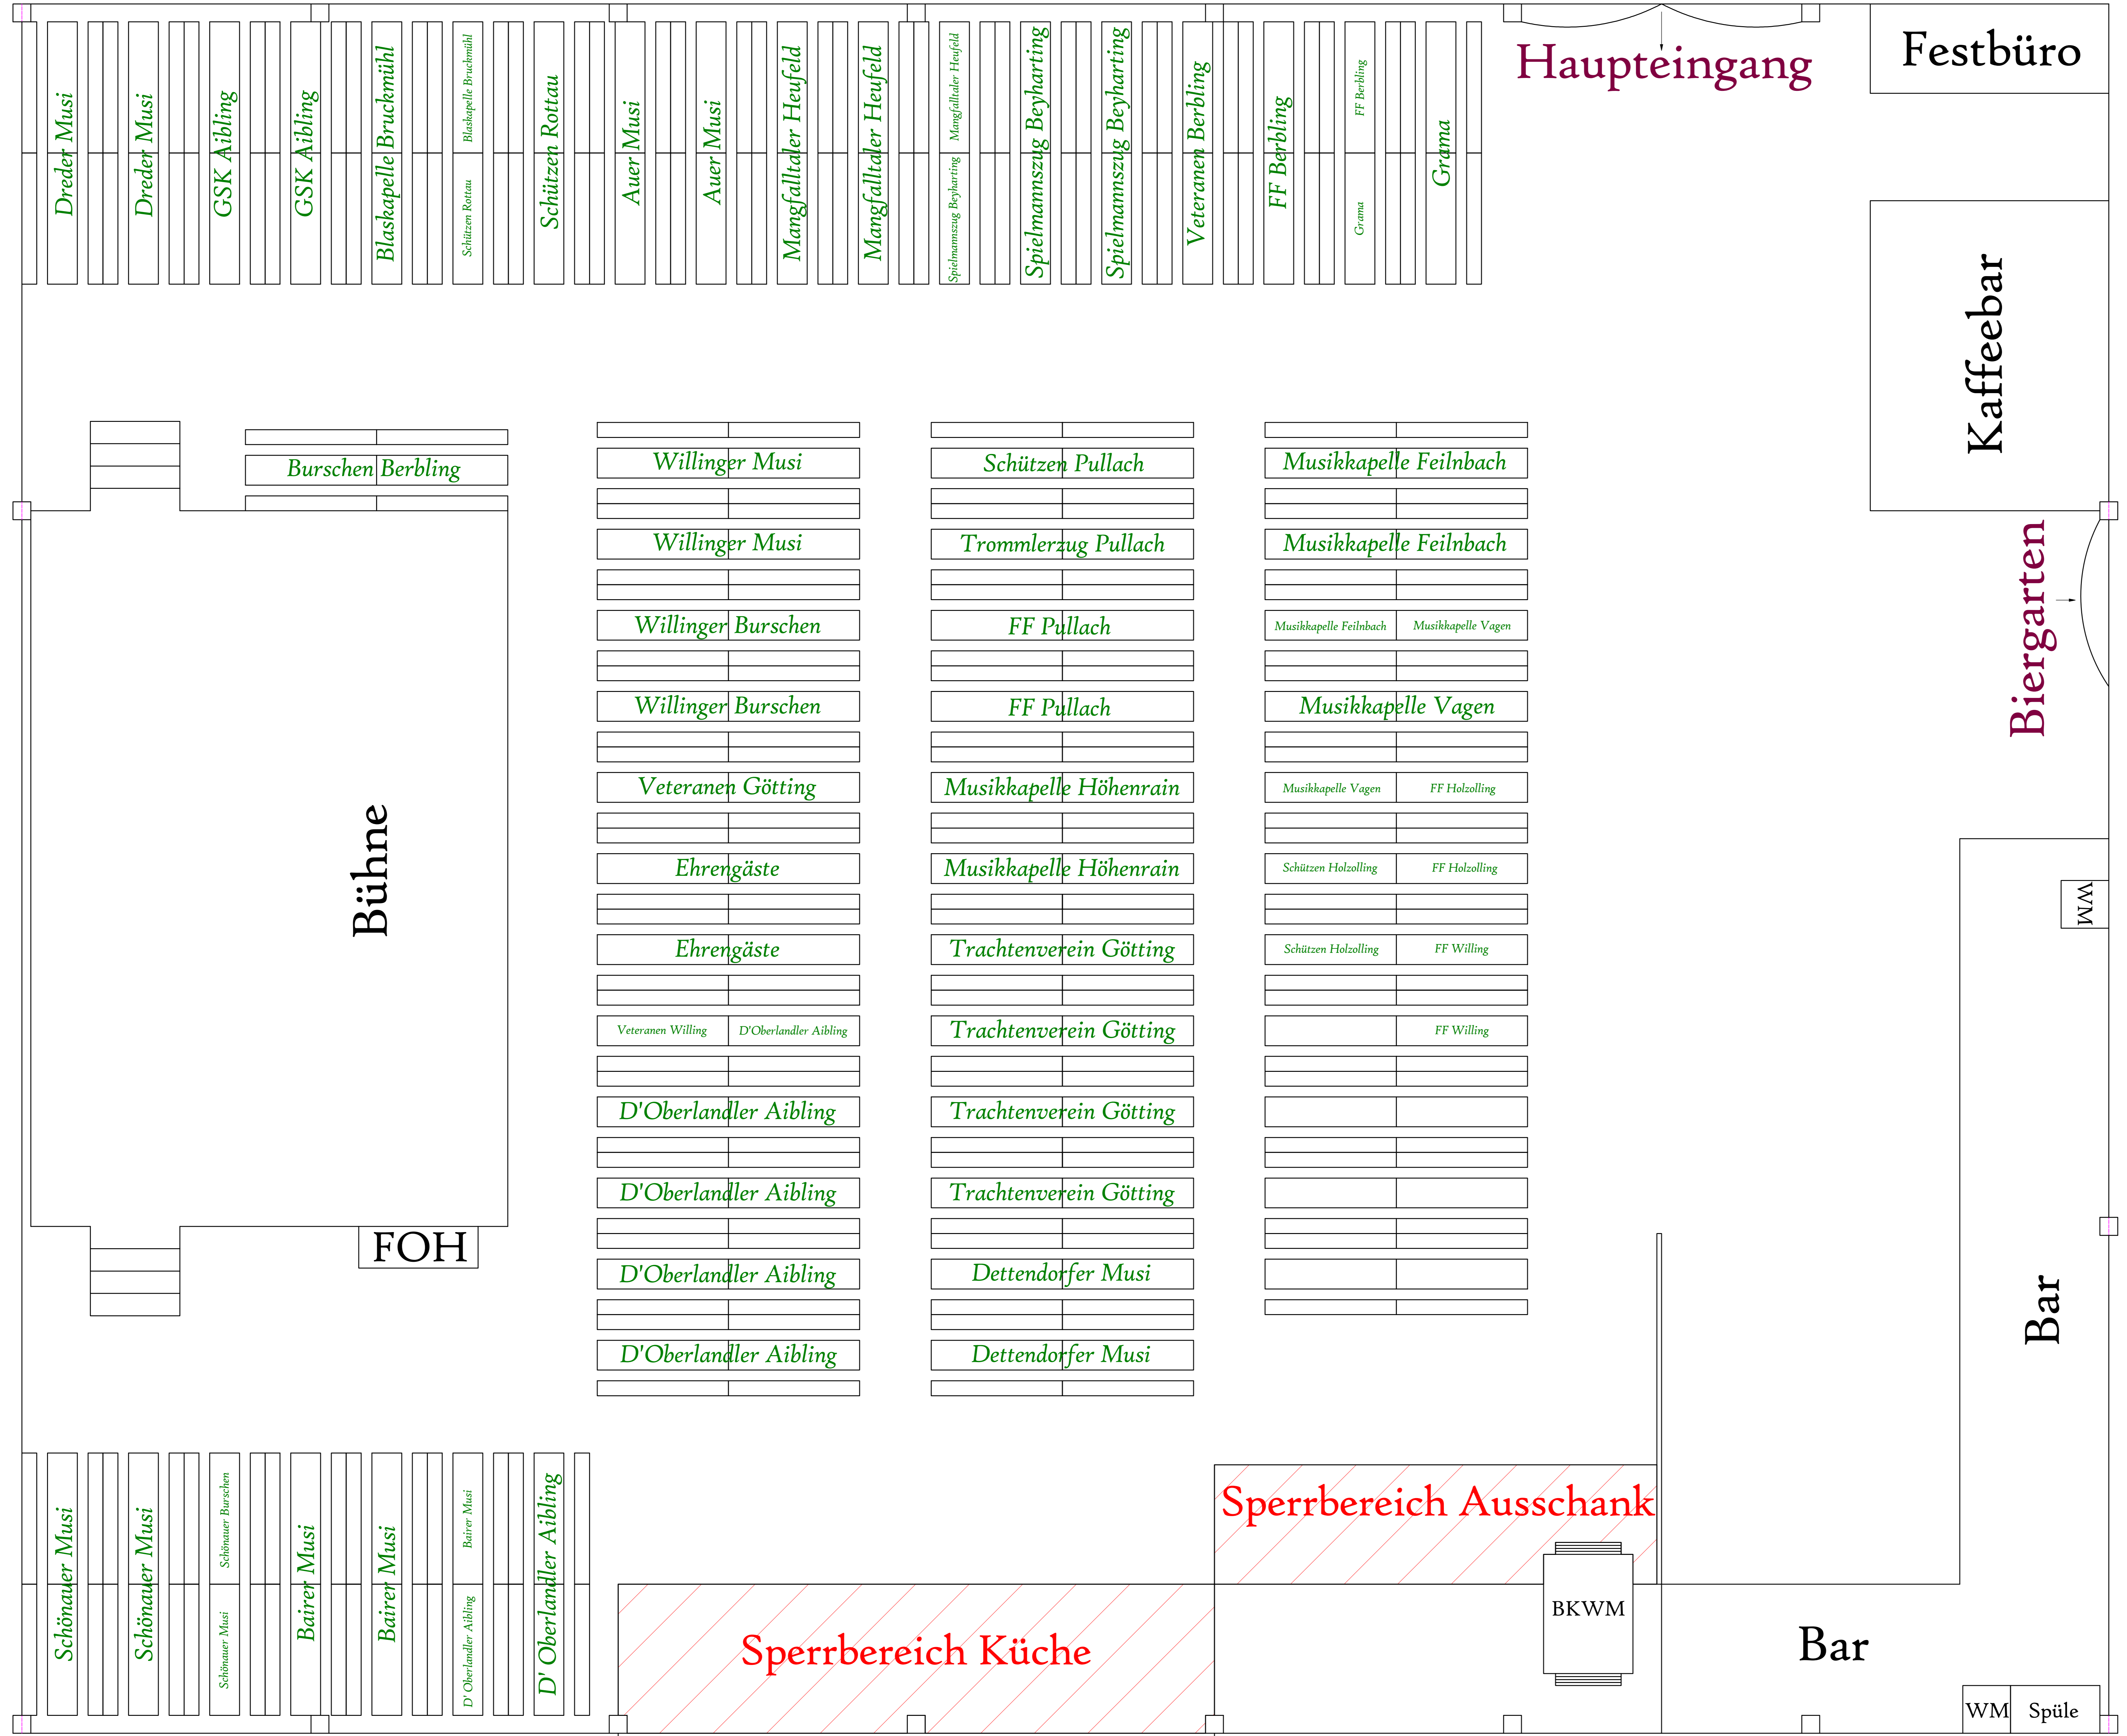 Dreder Musi
Dreder Musi
GSK Aibling
GSK Aibling
Blaskapelle Bruckmühl
Blaskapelle Bruckmühl
Schützen Rottau
Schützen Rottau
Auer Musi
Auer Musi
Mangfalltaler Heufeld
Mangfalltaler Heufeld
Mangfalltaler Heufeld
Spielmannszug Beyharting
Spielmannszug Beyharting
Spielmannszug Beyharting
Veteranen Berbling
FF Berbling
FF Berbling
Grama
Grama
Haupteingang
Festbüro
Kaffeebar
Biergarten
Burschen Berbling
Bühne
FOH
Willinger Musi
Willinger Musi
Willinger Burschen
Willinger Burschen
Veteranen Götting
Ehrengäste
Ehrengäste
Veteranen Willing
D'Oberlandler Aibling
D'Oberlandler Aibling
D'Oberlandler Aibling
D'Oberlandler Aibling
D'Oberlandler Aibling
Schützen Pullach
Trommlerzug Pullach
FF Pullach
FF Pullach
Musikkapelle Höhenrain
Musikkapelle Höhenrain
Trachtenverein Götting
Trachtenverein Götting
Trachtenverein Götting
Trachtenverein Götting
Dettendorfer Musi
Dettendorfer Musi
Musikkapelle Feilnbach
Musikkapelle Feilnbach
Musikkapelle Feilnbach
Musikkapelle Vagen
Musikkapelle Vagen
Musikkapelle Vagen
FF Holzolling
Schützen Holzolling
FF Holzolling
Schützen Holzolling
FF Willing
FF Willing
WM
Bar
Schönauer Musi
Schönauer Musi
Schönauer Burschen
Schönauer Musi
Bairer Musi
Bairer Musi
Bairer Musi
D' Oberlandler Aibling
D' Oberlandler Aibling
Sperrbereich Ausschank
Sperrbereich Küche
BKWM
Bar
WM
Spüle